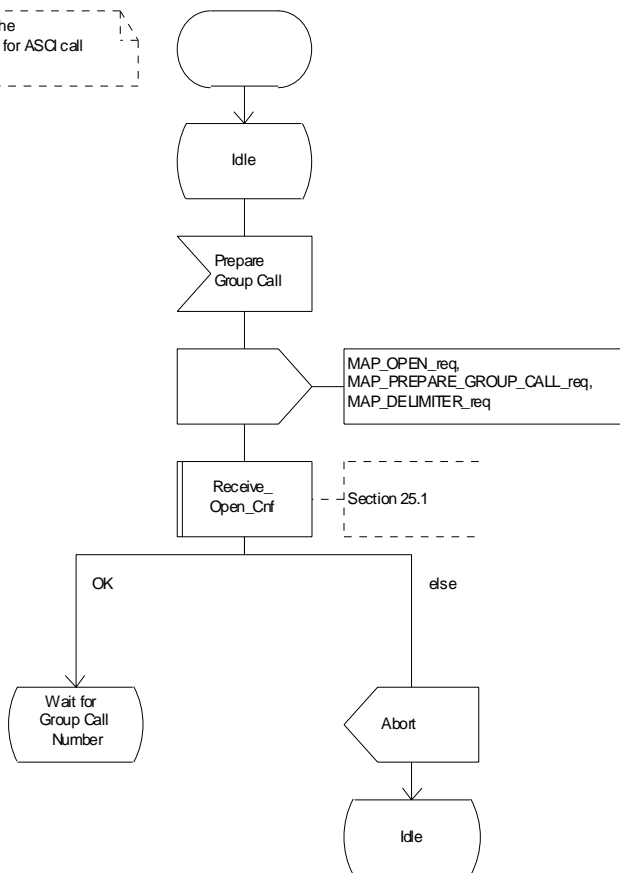 he
for ASCI call
Idle
Prepare
Group Call
MAP_OPEN_req,
MAP_PREPARE_GROUP_CALL_req,
MAP_DELIMITER_req
Receive_
Open_Cnf
Section 25.1
OK
else
Wait for
Group Call
Number
Abort
Idle